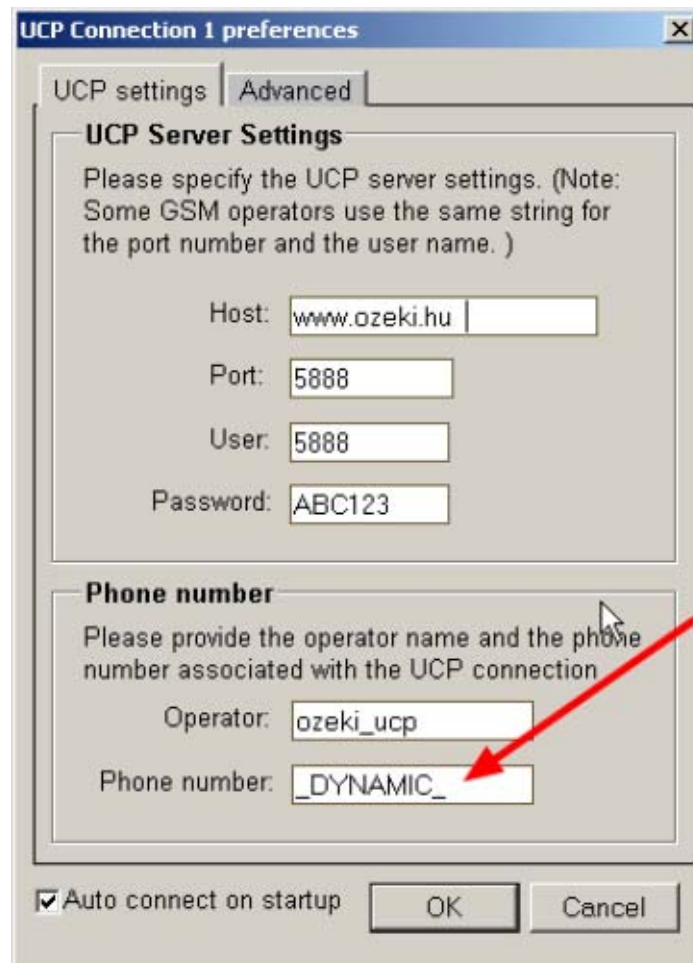 UCP Connection 1 preferences
UCP settings Advanced
UCP Server Settings
Please specify the UCP server settings. (Note:
Some GSM operators use the same string for
the port number and the user name. )
Host: www.ozeki.hu
Port: 5888
User: 5888
Password: ABC123
Phone number
Please provide the operator name and the phone
number associated with the UCP connection
Operator: ozeki_ucp
Phone number: _DYNAMIC_
Auto connect on startup OK Cancel